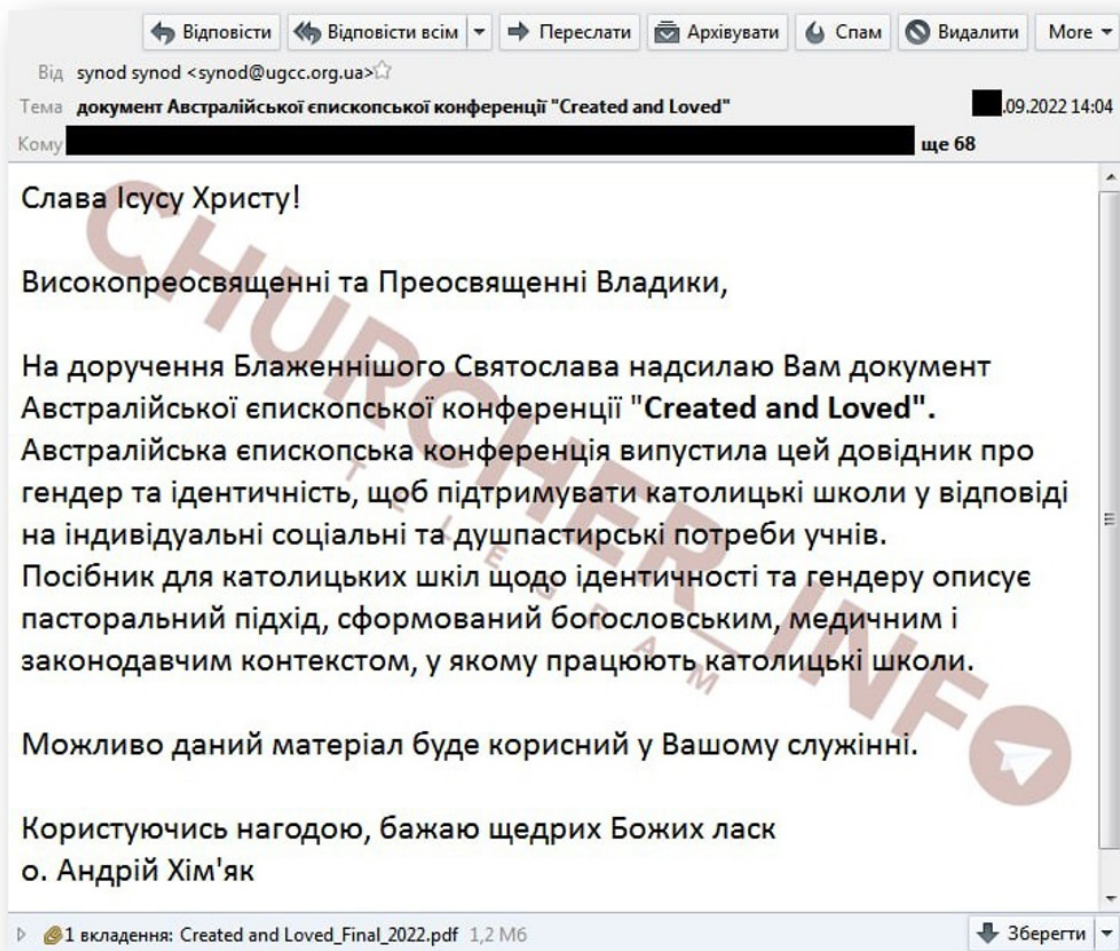 Відповісти Відповісти всім Переслати Архівувати Спам Видалити More
Від synod synod <synod@ugcc.org.ua>
Тема документ Австралійської єпископської конференції "Created and Loved" .09.2022 14:04
Кому ще 68
Слава Ісусу Христу!
Високопреосвященні та Преосвященні Владики,
На доручення Блаженнішого Святослава надсилаю Вам документ
Австралійської єпископської конференції "Created and Loved".
Австралійська єпископська конференція випустила цей довідник про
гендер та ідентичність, щоб підтримувати католицькі школи у відповіді
на індивідуальні соціальні та душпастирські потреби учнів.
Посібник для католицьких шкіл щодо ідентичності та гендеру описує
пасторальний підхід, сформований богословським, медичним і
законодавчим контекстом, у якому працюють католицькі школи.
Можливо даний матеріал буде корисний у Вашому служінні.
Користуючись нагодою, бажаю щедрих Божих ласк
о. Андрій Хім'як
1 вкладення: Created and Loved_Final_2022.pdf 1,2 Мб Зберегти
CHURCHER_INFO
TELEGRAM